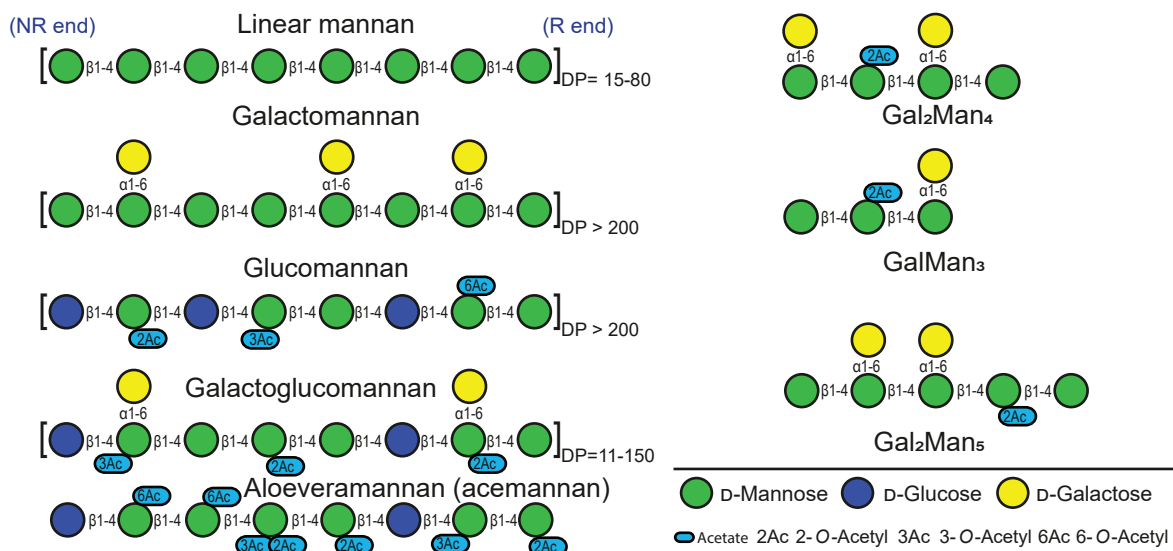 (NR end) Linear mannan (R end)
[ β1-4 β1-4 β1-4 β1-4 β1-4 β1-4 β1-4 ] DP= 15-80
Galactomannan
α1-6 α1-6 α1-6
[ β1-4 β1-4 β1-4 β1-4 β1-4 β1-4 β1-4 ] DP > 200
Glucomannan
6Ac
[ β1-4 β1-4 β1-4 β1-4 β1-4 β1-4 β1-4 ] DP > 200
2Ac 3Ac
Galactoglucomannan
α1-6 α1-6
[ β1-4 β1-4 β1-4 β1-4 β1-4 β1-4 β1-4 ] DP=11-150
3Ac 2Ac 2Ac
Aloeveramannan (acemannan)
6Ac 6Ac
β1-4 β1-4 β1-4 β1-4 β1-4 β1-4 β1-4
3Ac 2Ac 2Ac 3Ac 2Ac
α1-6 2Ac α1-6
β1-4 β1-4 β1-4
Gal₂Man₄
2Ac α1-6
β1-4 β1-4
GalMan₃
α1-6 α1-6
β1-4 β1-4 β1-4 β1-4
2Ac
Gal₂Man₅
D-Mannose D-Glucose D-Galactose
Acetate 2Ac 2-O-Acetyl 3Ac 3-O-Acetyl 6Ac 6-O-Acetyl